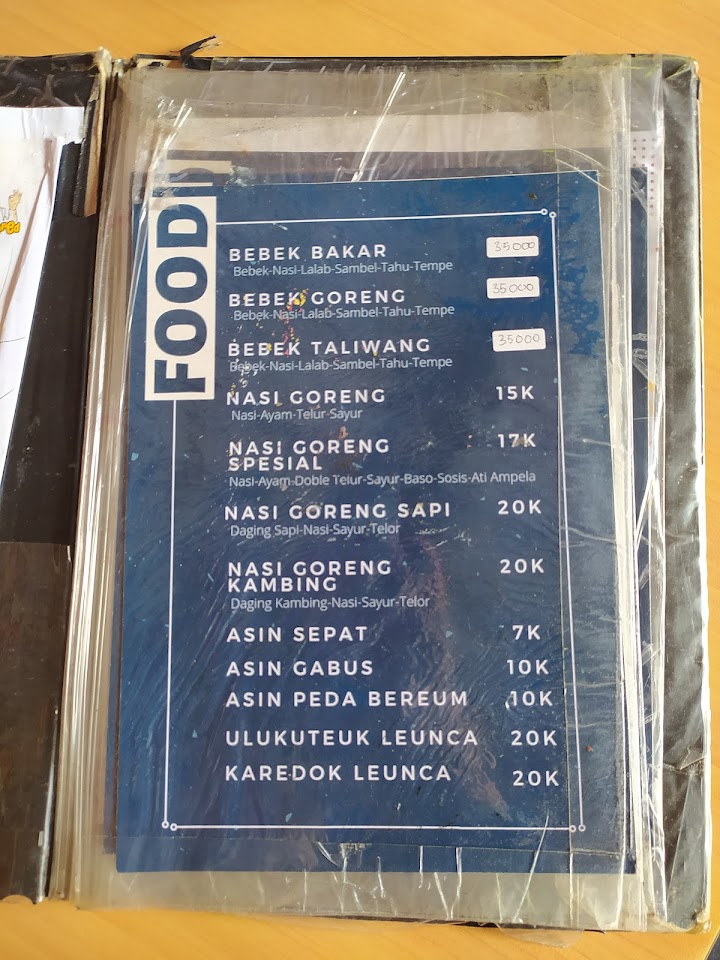 FOOD
BEBEK BAKAR 35000
Bebek-Nasi-Lalab-Sambel-Tahu-Tempe
BEBEK GORENG 35000
Bebek-Nasi-Lalab-Sambel-Tahu-Tempe
BEBEK TALIWANG 35000
Bebek-Nasi-Lalab-Sambel-Tahu-Tempe
NASI GORENG 15K
Nasi-Ayam-Telur-Sayur
NASI GORENG 17K
SPESIAL
Nasi-Ayam Doble Telur-Sayur-Baso-Sosis-Ati Ampela
NASI GORENG SAPI 20K
Daging Sapi-Nasi-Sayur-Telor
NASI GORENG 20K
KAMBING
Daging Kambing-Nasi-Sayur-Telor
ASIN SEPAT 7K
ASIN GABUS 10K
ASIN PEDA BEREUM 10K
ULUKUTEUK LEUNCA 20K
KAREDOK LEUNCA 20K